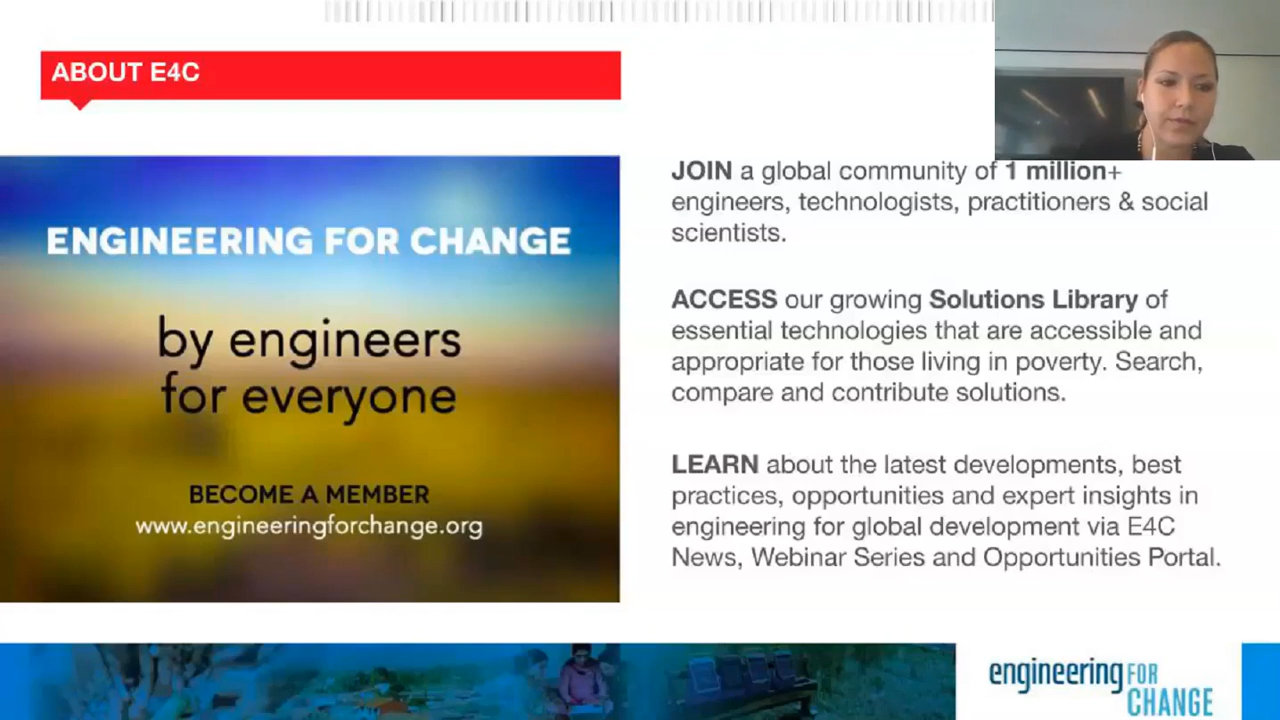 ABOUT E4C
ENGINEERING FOR CHANGE
by engineers
for everyone
BECOME A MEMBER
www.engineeringforchange.org
JOIN a global community of 1 million+
engineers, technologists, practitioners & social
scientists.
ACCESS our growing Solutions Library of
essential technologies that are accessible and
appropriate for those living in poverty. Search,
compare and contribute solutions.
LEARN about the latest developments, best
practices, opportunities and expert insights in
engineering for global development via E4C
News, Webinar Series and Opportunities Portal.
engineering FOR
CHANGE